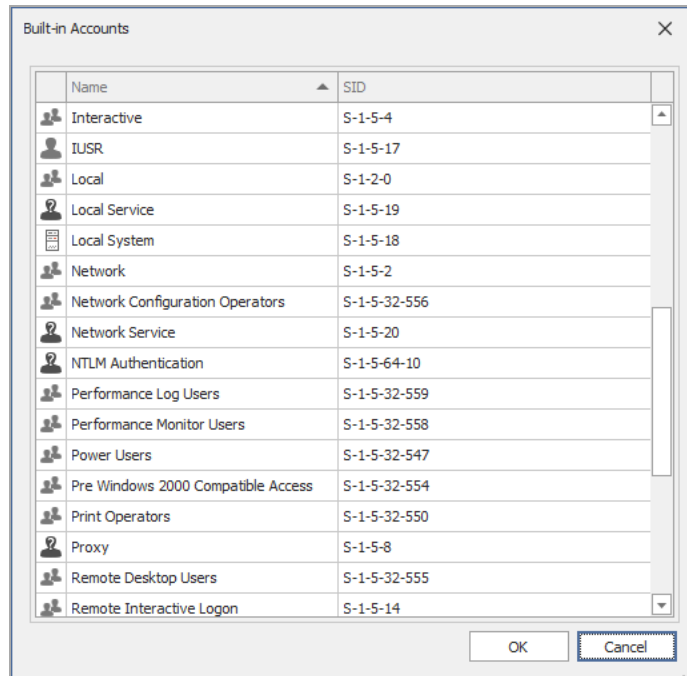 Built-in Accounts
Name SID
Interactive S-1-5-4
IUSR S-1-5-17
Local S-1-2-0
Local Service S-1-5-19
Local System S-1-5-18
Network S-1-5-2
Network Configuration Operators S-1-5-32-556
Network Service S-1-5-20
NTLM Authentication S-1-5-64-10
Performance Log Users S-1-5-32-559
Performance Monitor Users S-1-5-32-558
Power Users S-1-5-32-547
Pre Windows 2000 Compatible Access S-1-5-32-554
Print Operators S-1-5-32-550
Proxy S-1-5-8
Remote Desktop Users S-1-5-32-555
Remote Interactive Logon S-1-5-14
OK Cancel